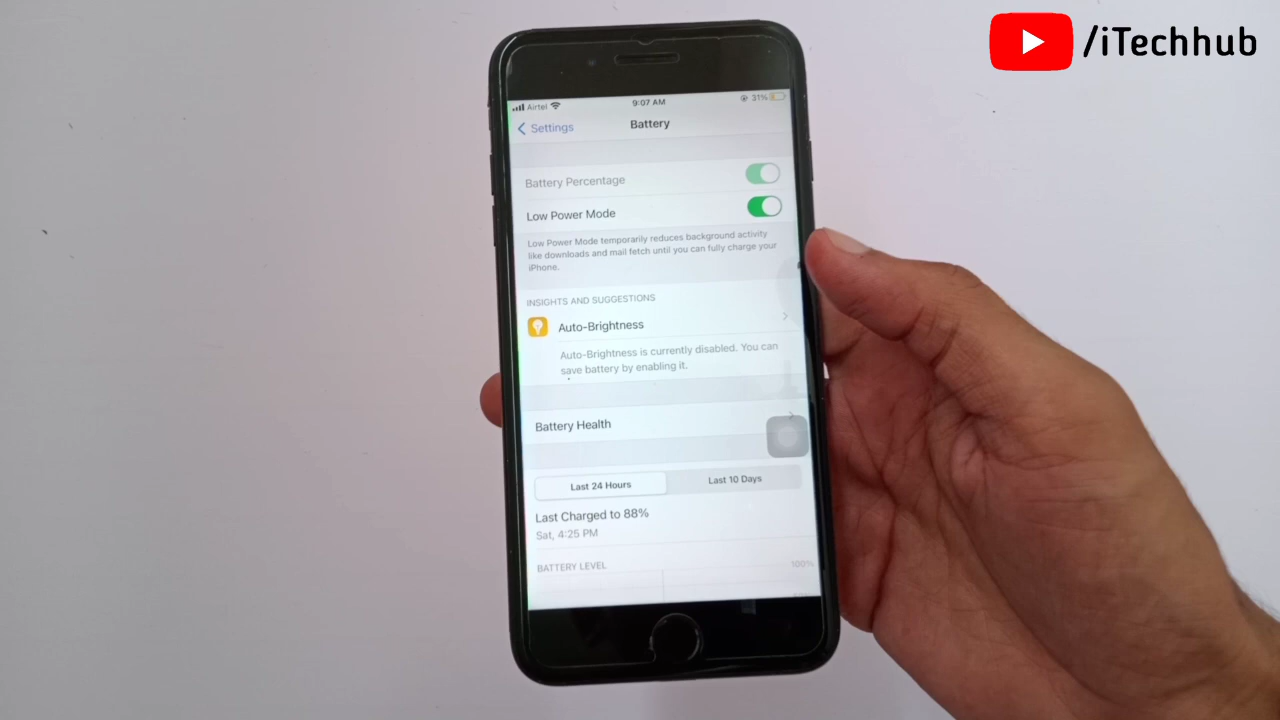 /iTechhub
Airtel 9:07 AM 31%
Settings Battery
Battery Percentage
Low Power Mode
Low Power Mode temporarily reduces background activity
like downloads and mail fetch until you can fully charge your
iPhone.
INSIGHTS AND SUGGESTIONS
Auto-Brightness
Auto-Brightness is currently disabled. You can
save battery by enabling it.
Battery Health
Last 24 Hours Last 10 Days
Last Charged to 88%
Sat, 4:25 PM
BATTERY LEVEL 100%